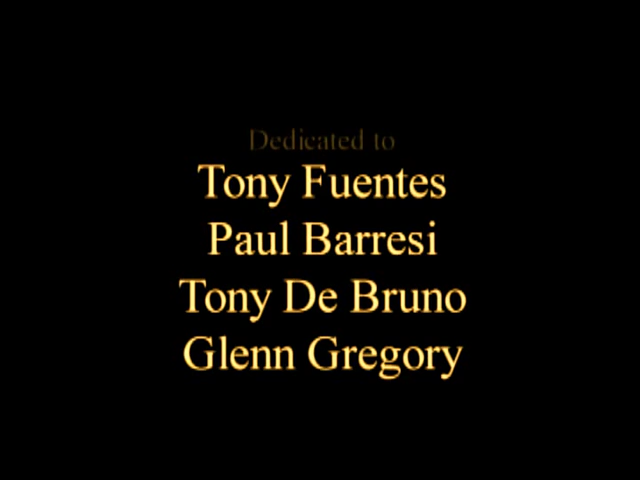 Dedicated to
Tony Fuentes
Paul Barresi
Tony De Bruno
Glenn Gregory